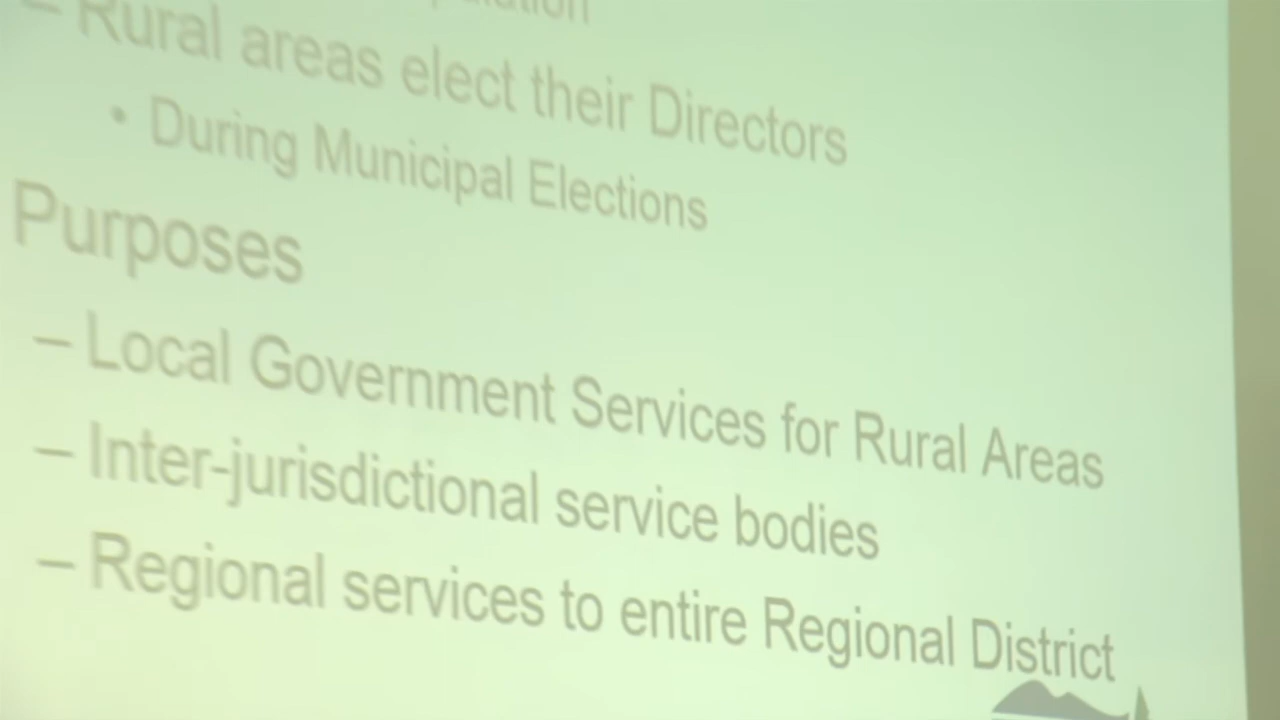 – Rural areas elect their Directors
• During Municipal Elections
Purposes
– Local Government Services for Rural Areas
– Inter-jurisdictional service bodies
– Regional services to entire Regional District